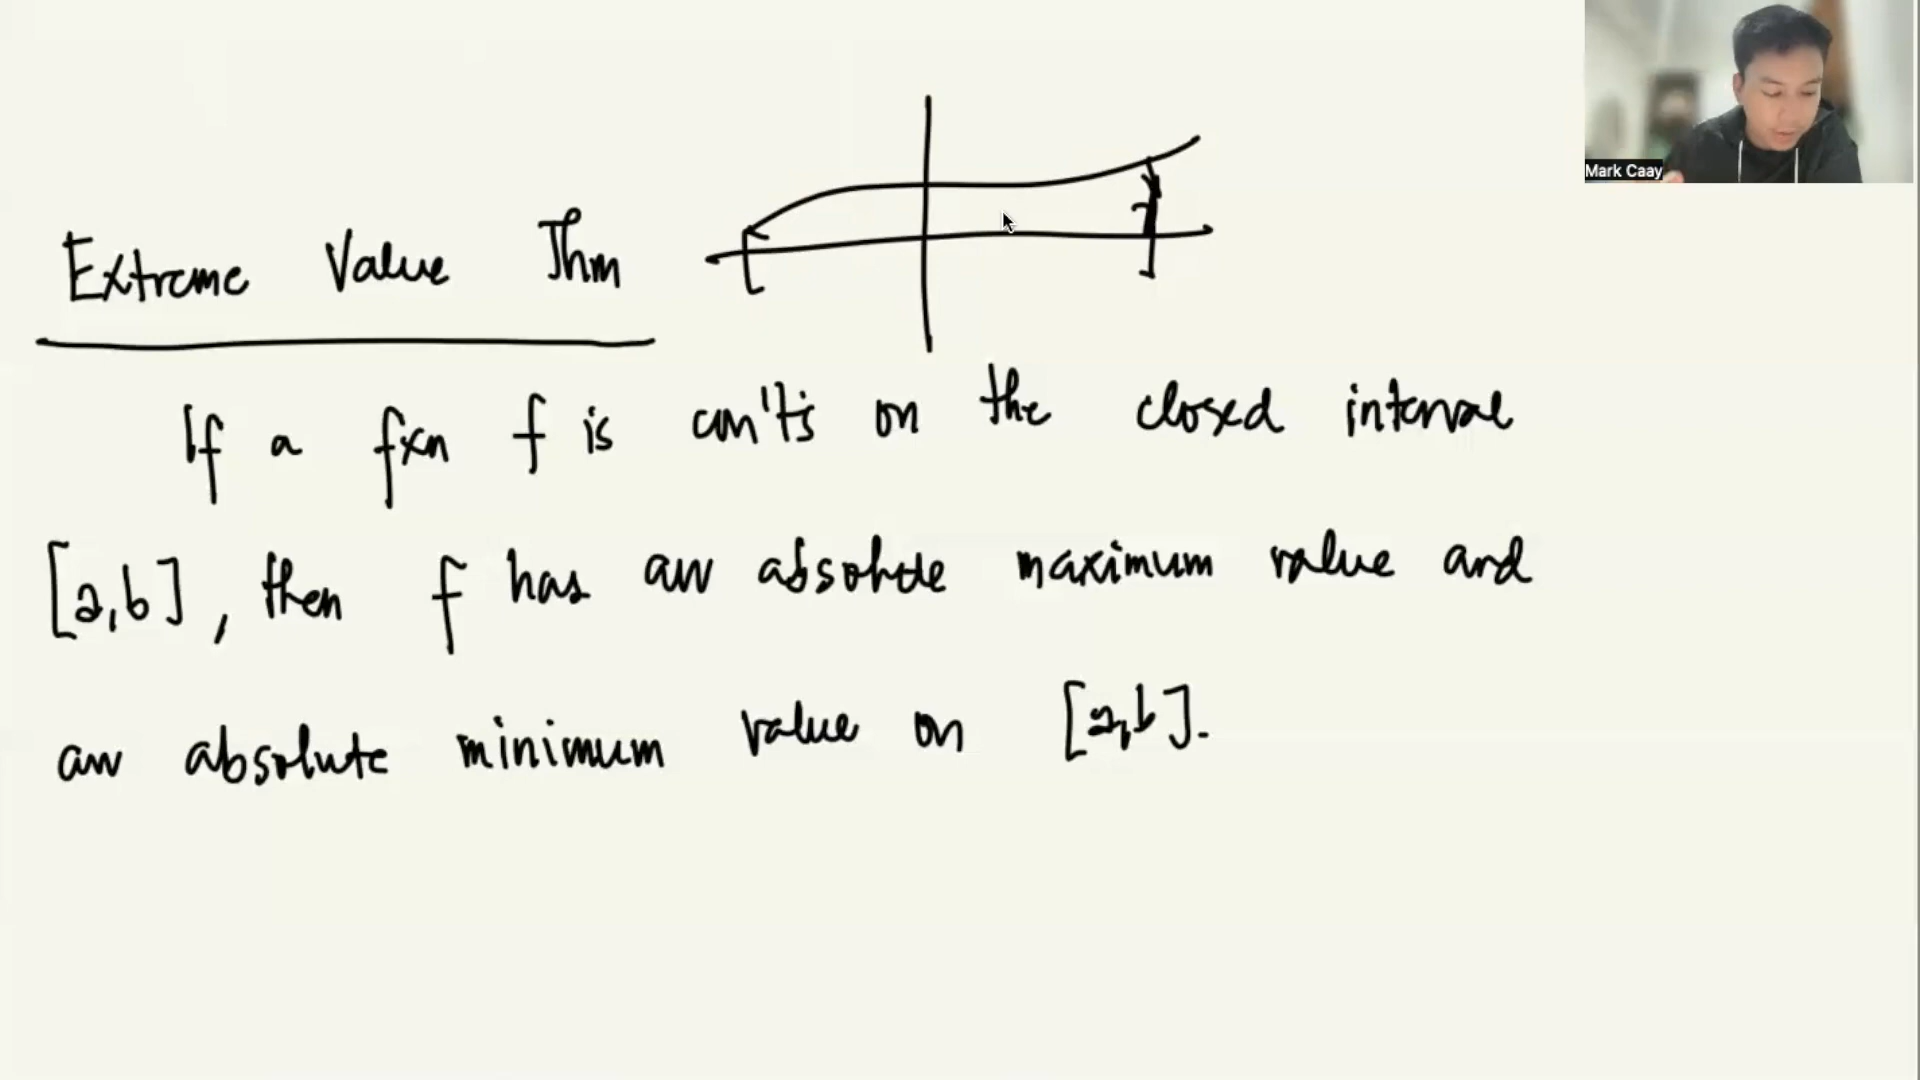 Mark Caay
Extreme Value Thm
If a fxn f is con'ts on the closed interval
[a,b], then f has an absolute maximum value and
an absolute minimum value on [a,b].